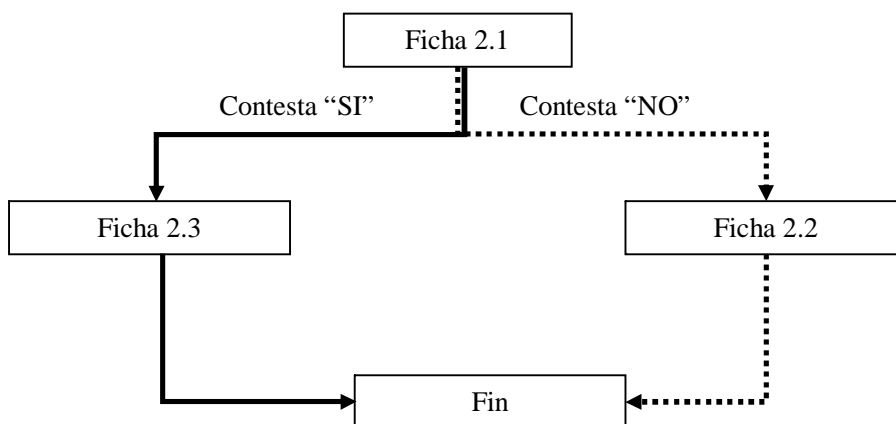 Ficha 2.1
Contesta “SI”
Contesta “NO”
Ficha 2.3
Ficha 2.2
Fin